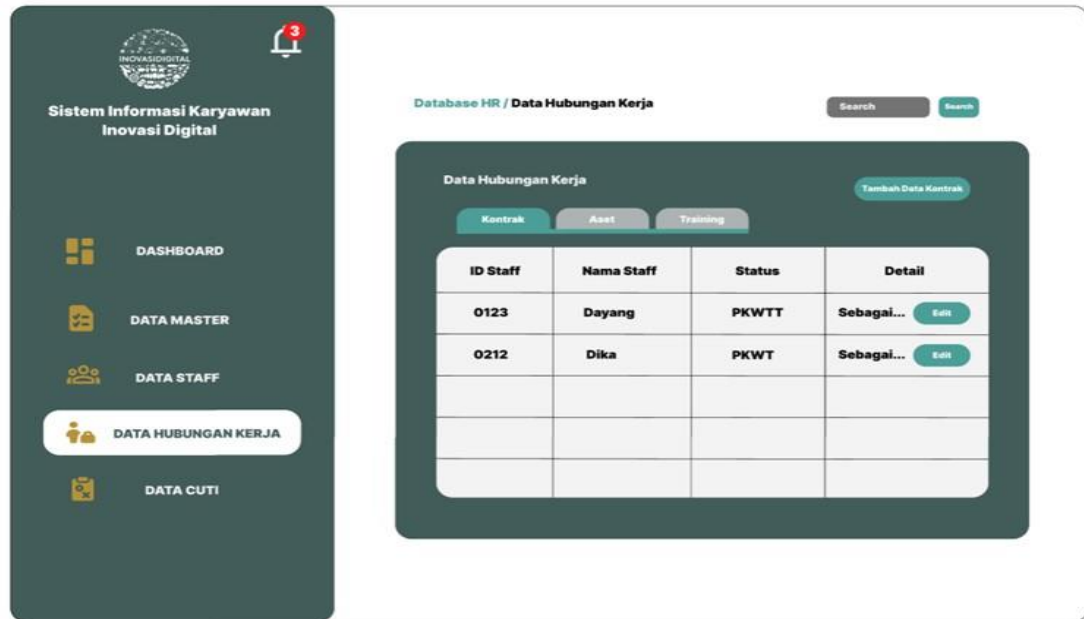 INOVASIDIGITAL
3
Sistem Informasi Karyawan
Inovasi Digital
DASHBOARD
DATA MASTER
DATA STAFF
DATA HUBUNGAN KERJA
DATA CUTI
Database HR / Data Hubungan Kerja
Search
Search
Data Hubungan Kerja
Tambah Data Kontrak
Kontrak Aset Training
ID Staff Nama Staff Status Detail
0123 Dayang PKWTT Sebagai... Edit
0212 Dika PKWT Sebagai... Edit